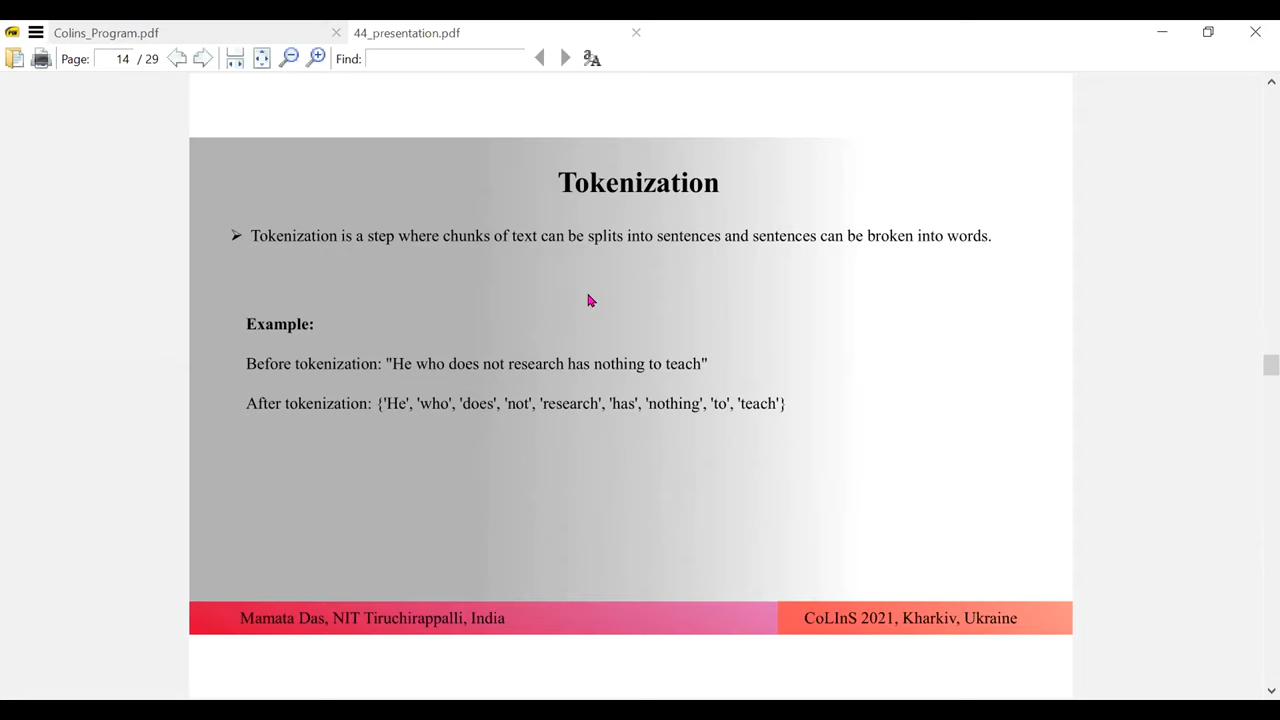 Colins_Program.pdf
44_presentation.pdf
Page: 14 / 29
Find:
Tokenization
➢ Tokenization is a step where chunks of text can be splits into sentences and sentences can be broken into words.
Example:
Before tokenization: "He who does not research has nothing to teach"
After tokenization: {'He', 'who', 'does', 'not', 'research', 'has', 'nothing', 'to', 'teach'}
Mamata Das, NIT Tiruchirappalli, India
CoLInS 2021, Kharkiv, Ukraine